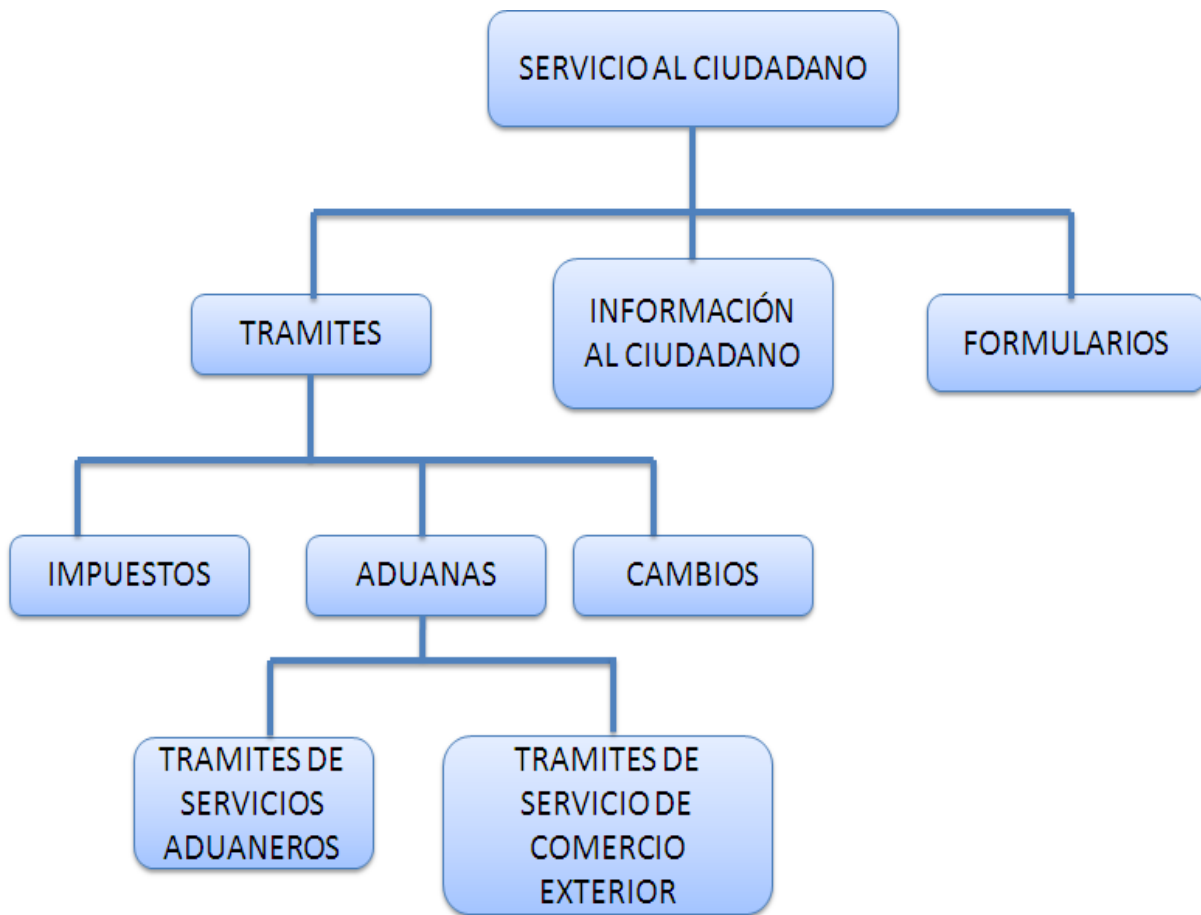 SERVICIO AL CIUDADANO
TRAMITES
INFORMACIÓN
AL CIUDADANO
FORMULARIOS
IMPUESTOS
ADUANAS
CAMBIOS
TRAMITES DE
SERVICIOS
ADUANEROS
TRAMITES DE
SERVICIO DE
COMERCIO
EXTERIOR